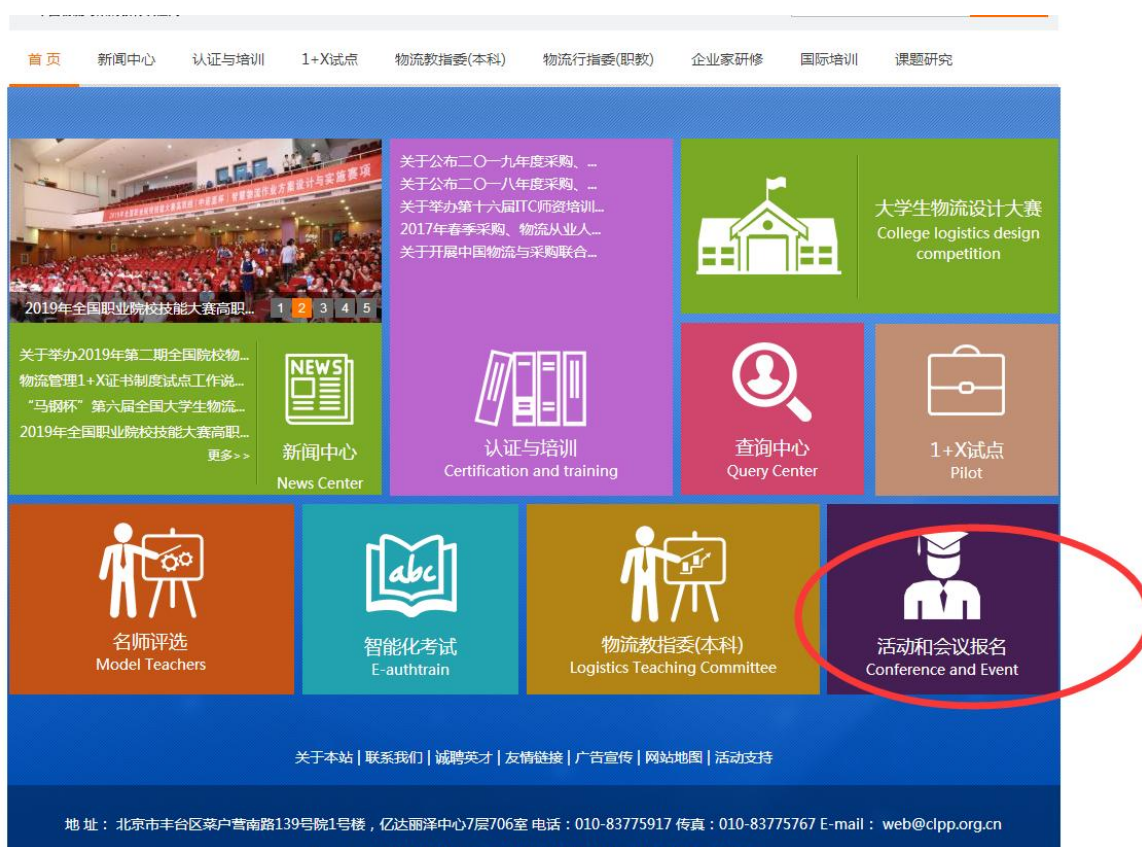 首页 新闻中心 认证与培训 1+X试点 物流教指委(本科) 物流行指委(职教) 企业家研修 国际培训 课题研究
2019年全国职业院校技能大赛高职... 1 2 3 4 5
关于公布二〇一九年度采购、...
关于公布二〇一八年度采购、...
关于举办第十六届ITC师资培训...
2017年春季采购、物流从业人...
关于开展中国物流与采购联合...
认证与培训
Certification and training
大学生物流设计大赛
College logistics design
competition
关于举办2019年第二期全国院校物...
物流管理1+X证书制度试点工作说...
“马钢杯”第六届全国大学生物流...
2019年全国职业院校技能大赛高职...
更多>>
NEWS
新闻中心
News Center
查询中心
Query Center
1+X试点
Pilot
名师评选
Model Teachers
abc
智能化考试
E-authtrain
物流教指委(本科)
Logistics Teaching Committee
活动和会议报名
Conference and Event
关于本站 | 联系我们 | 诚聘英才 | 友情链接 | 广告宣传 | 网站地图 | 活动支持
地 址： 北京市丰台区菜户营南路139号院1号楼，亿达丽泽中心7层706室 电话：010-83775917 传真：010-83775767 E-mail： web@clpp.org.cn